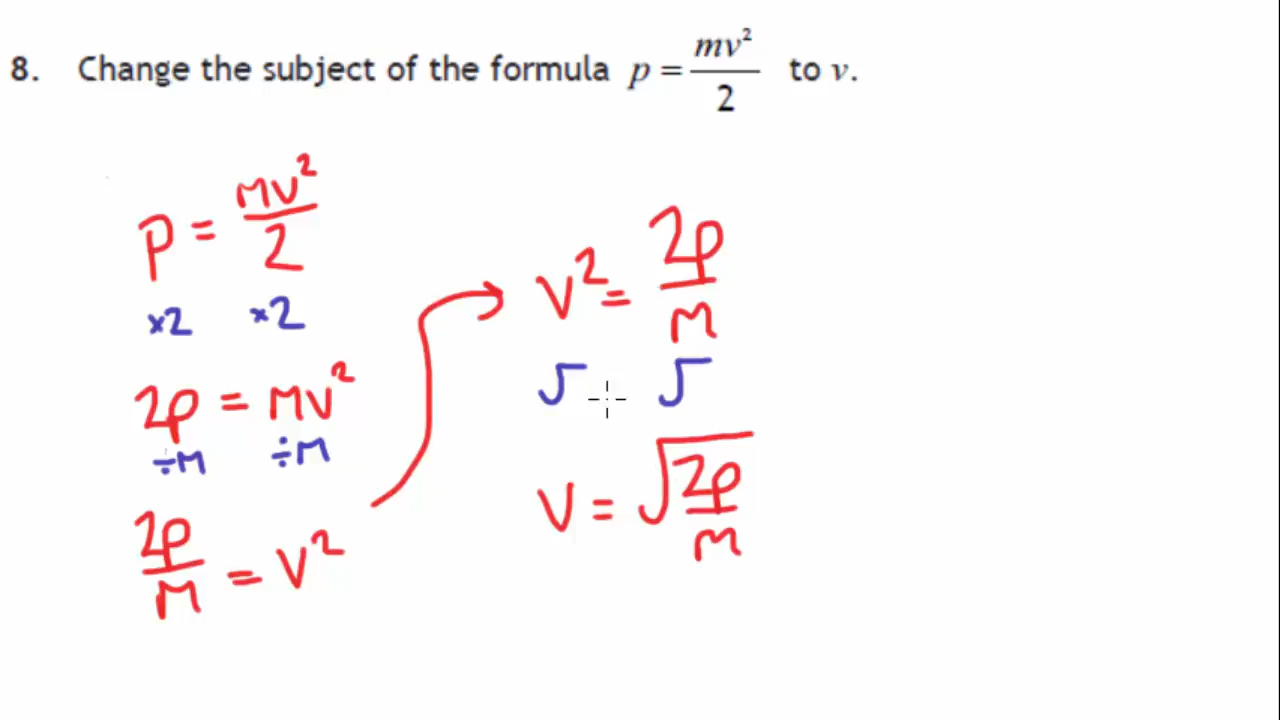 8. Change the subject of the formula p = mv²/2 to v.
p = mv²/2
×2 ×2
2p = mv²
÷m ÷m
2p/m = v²
v² = 2p/m
√ √
v = √(2p/m)